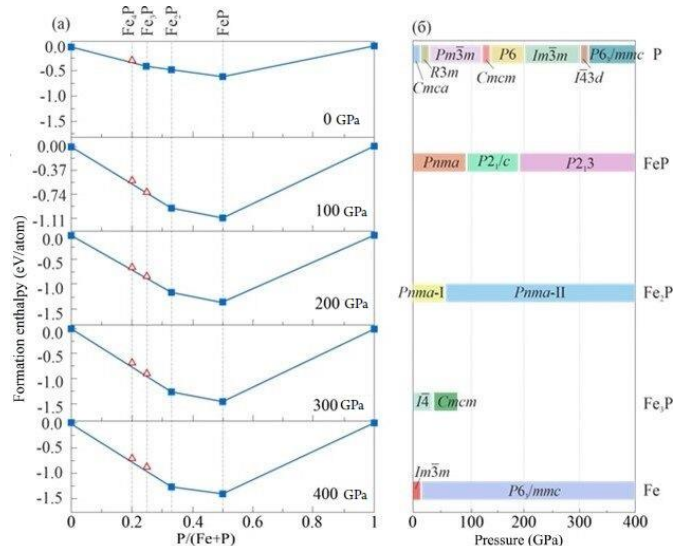 (а)
Fe₄P
Fe₃P
Fe₂P
FeP
0.0
-0.5
-1.0
-1.5
0 GPa
0.00
-0.37
-0.74
-1.11
100 GPa
0.0
-0.5
-1.0
-1.5
200 GPa
0.0
-0.5
-1.0
-1.5
300 GPa
0.0
-0.5
-1.0
-1.5
400 GPa
0 0.2 0.4 0.6 0.8 1
P/(Fe+P)
Formation enthalpy (eV/atom)
(б)
Pm3̅m P6 Im3̅m P6₃/mmc P
R3m Cmcm I4̅3d
Cmca
Pnma P2₁/c P2₁3 FeP
Pnma-I Pnma-II Fe₂P
I4̅ Cmcm Fe₃P
Im3̅m
P6₃/mmc Fe
0 100 200 300 400
Pressure (GPa)